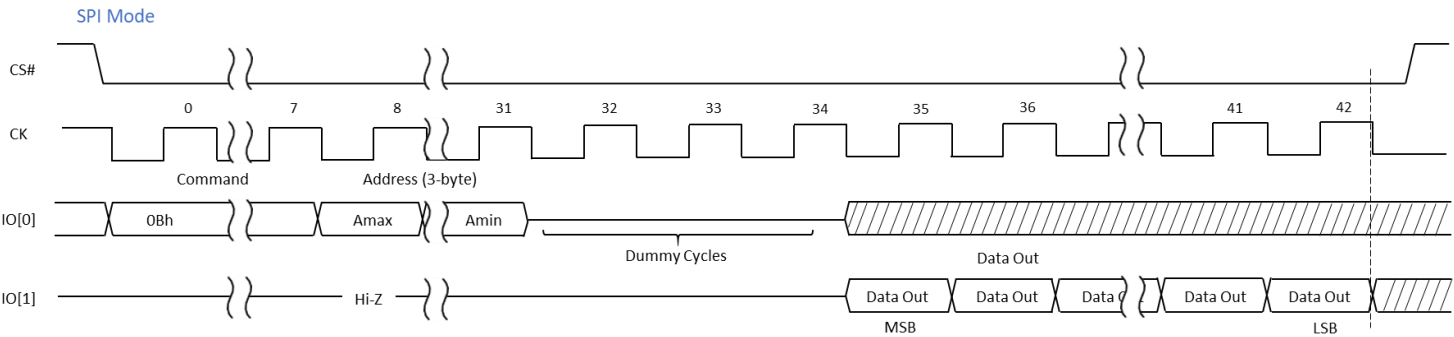 SPI Mode
CS#
0 7 8 31 32 33 34 35 36 41 42
CK
Command Address (3-byte)
IO[0] 0Bh Amax Amin
Dummy Cycles Data Out
IO[1] Hi-Z Data Out Data Out Data Data Out Data Out
MSB LSB